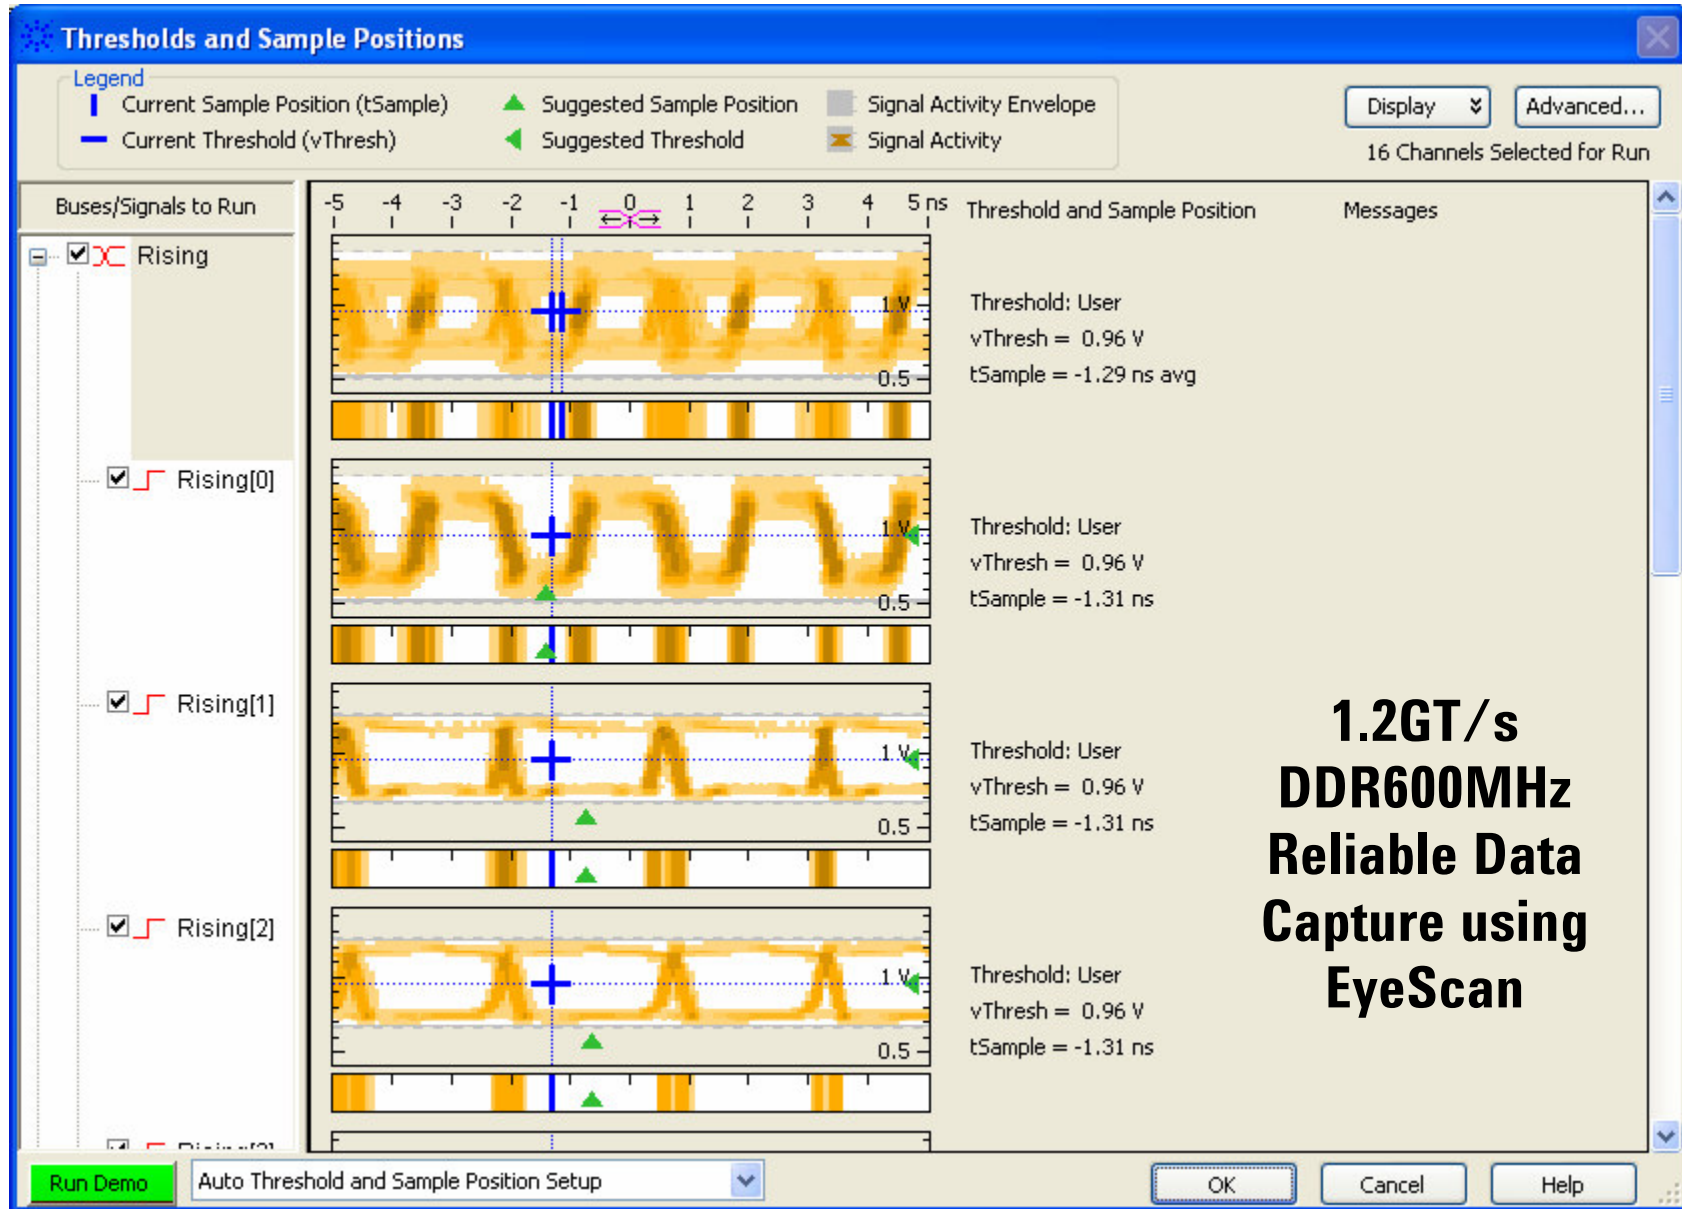 Thresholds and Sample Positions
Legend
Current Sample Position (tSample)
Suggested Sample Position
Signal Activity Envelope
Current Threshold (vThresh)
Suggested Threshold
Signal Activity
Display
Advanced...
16 Channels Selected for Run
Buses/Signals to Run
-5 -4 -3 -2 -1 0 1 2 3 4 5 ns
Threshold and Sample Position
Messages
Rising
1 V
0.5
Threshold: User
vThresh = 0.96 V
tSample = -1.29 ns avg
Rising[0]
1 V
0.5
Threshold: User
vThresh = 0.96 V
tSample = -1.31 ns
Rising[1]
1 V
0.5
Threshold: User
vThresh = 0.96 V
tSample = -1.31 ns
Rising[2]
1 V
0.5
Threshold: User
vThresh = 0.96 V
tSample = -1.31 ns
1.2GT/s
DDR600MHz
Reliable Data
Capture using
EyeScan
Run Demo
Auto Threshold and Sample Position Setup
OK
Cancel
Help